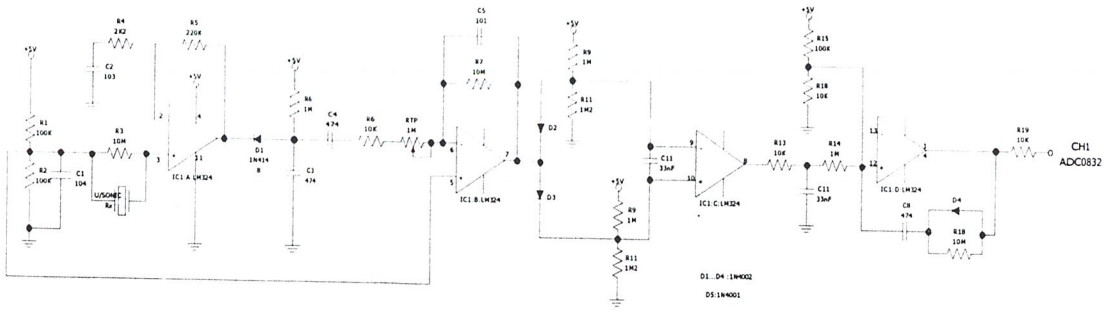 +5V
R1
100K
R2
100K
C1
104
C2
103
R4
2K2
R3
10M
U/SONIC
Rx
R5
220K
+5V
2
3
4
11
IC1:A:LM324
D1
1N414
8
+5V
R6
1M
C3
474
C4
474
R6
10K
RTP
1M
C5
101
R7
10M
6
5
7
IC1:B:LM324
D2
D3
+5V
R9
1M
R11
1M2
+5V
R9
1M
R11
1M2
C11
33nF
9
10
8
IC1:C:LM324
R13
10K
C11
33nF
R14
1M
+5V
R15
100K
R18
10K
13
12
1
4
IC1:D:LM324
C8
474
D4
R18
10M
R19
10K
CH1
ADC0832
D1...D4 :1N4002
D5:1N4001